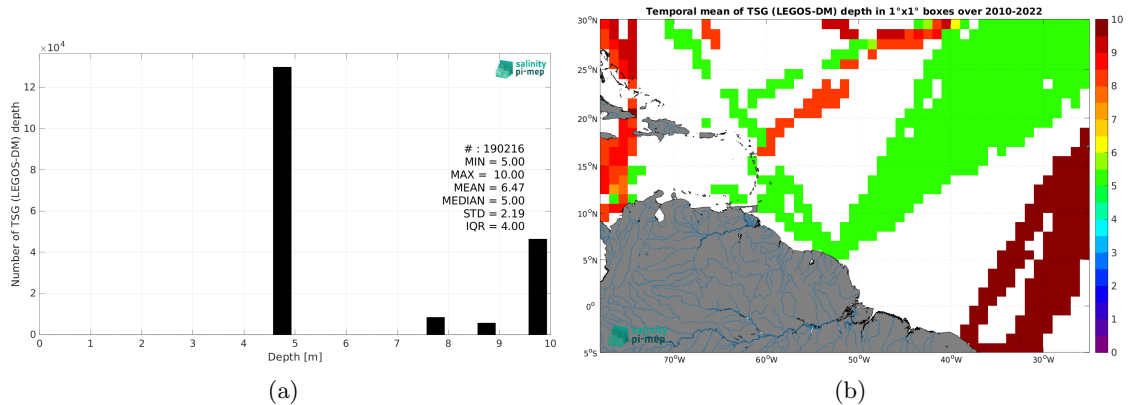 ×10⁴
12
10
8
6
4
2
0
Number of TSG (LEGOS-DM) depth
salinity
pi-mep
# : 190216
MIN = 5.00
MAX = 10.00
MEAN = 6.47
MEDIAN = 5.00
STD = 2.19
IQR = 4.00
0 1 2 3 4 5 6 7 8 9 10
Depth [m]
(a)
Temporal mean of TSG (LEGOS-DM) depth in 1°x1° boxes over 2010-2022
30°N
25°N
20°N
15°N
10°N
5°N
0°
5°S
70°W 60°W 50°W 40°W 30°W
salinity
pi-mep
10
9
8
7
6
5
4
3
2
1
0
(b)